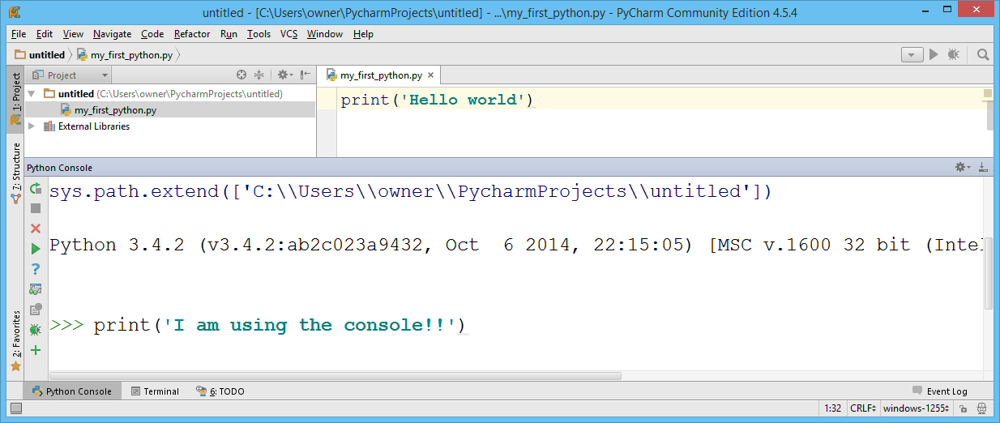 untitled - [C:\Users\owner\PycharmProjects\untitled] - ...\my_first_python.py - PyCharm Community Edition 4.5.4
File Edit View Navigate Code Refactor Run Tools VCS Window Help
untitled my_first_python.py
1: Project
7: Structure
2: Favorites
Project
untitled (C:\Users\owner\PycharmProjects\untitled)
my_first_python.py
External Libraries
my_first_python.py ×
print('Hello world')
Python Console
sys.path.extend(['C:\\Users\\owner\\PycharmProjects\\untitled'])
Python 3.4.2 (v3.4.2:ab2c023a9432, Oct  6 2014, 22:15:05) [MSC v.1600 32 bit (Intel
>>> print('I am using the console!!')
Python Console Terminal 6: TODO Event Log
1:32 CRLF windows-1255